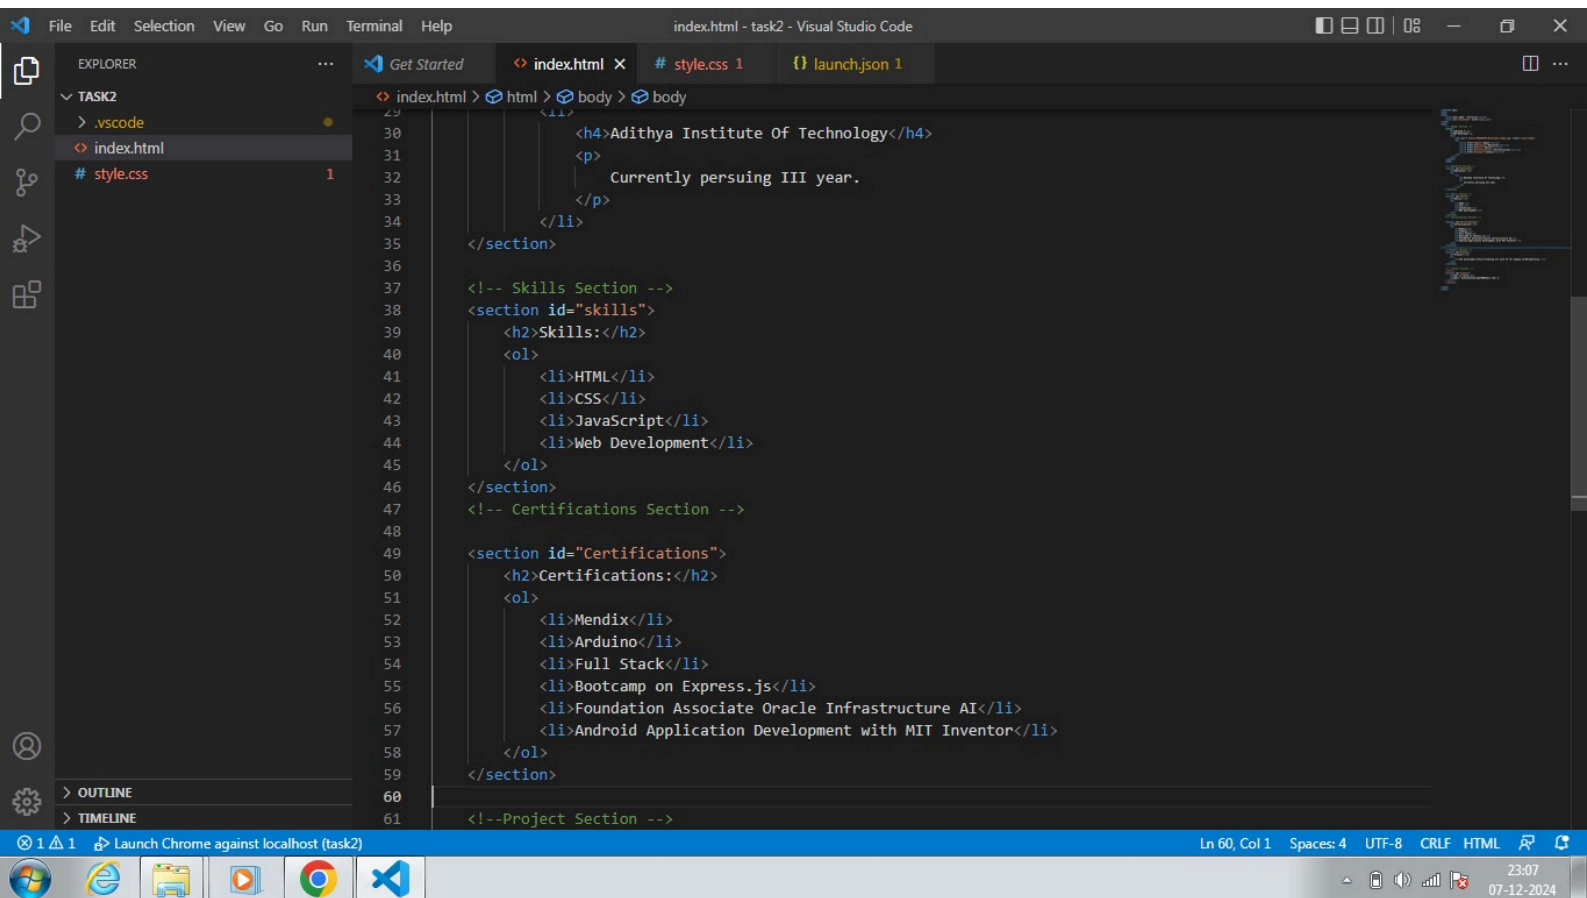 File Edit Selection View Go Run Terminal Help index.html - task2 - Visual Studio Code
EXPLORER
TASK2
.vscode
index.html
style.css 1
OUTLINE
TIMELINE
Get Started index.html style.css 1 launch.json 1
index.html > html > body > body
29 <li>
30 <h4>Adithya Institute Of Technology</h4>
31 <p>
32 Currently persuing III year.
33 </p>
34 </li>
35 </section>
36
37 <!-- Skills Section -->
38 <section id="skills">
39 <h2>Skills:</h2>
40 <ol>
41 <li>HTML</li>
42 <li>CSS</li>
43 <li>JavaScript</li>
44 <li>Web Development</li>
45 </ol>
46 </section>
47 <!-- Certifications Section -->
48
49 <section id="Certifications">
50 <h2>Certifications:</h2>
51 <ol>
52 <li>Mendix</li>
53 <li>Arduino</li>
54 <li>Full Stack</li>
55 <li>Bootcamp on Express.js</li>
56 <li>Foundation Associate Oracle Infrastructure AI</li>
57 <li>Android Application Development with MIT Inventor</li>
58 </ol>
59 </section>
60
61 <!--Project Section -->
1 1 Launch Chrome against localhost (task2) Ln 60, Col 1 Spaces: 4 UTF-8 CRLF HTML
23:07
07-12-2024